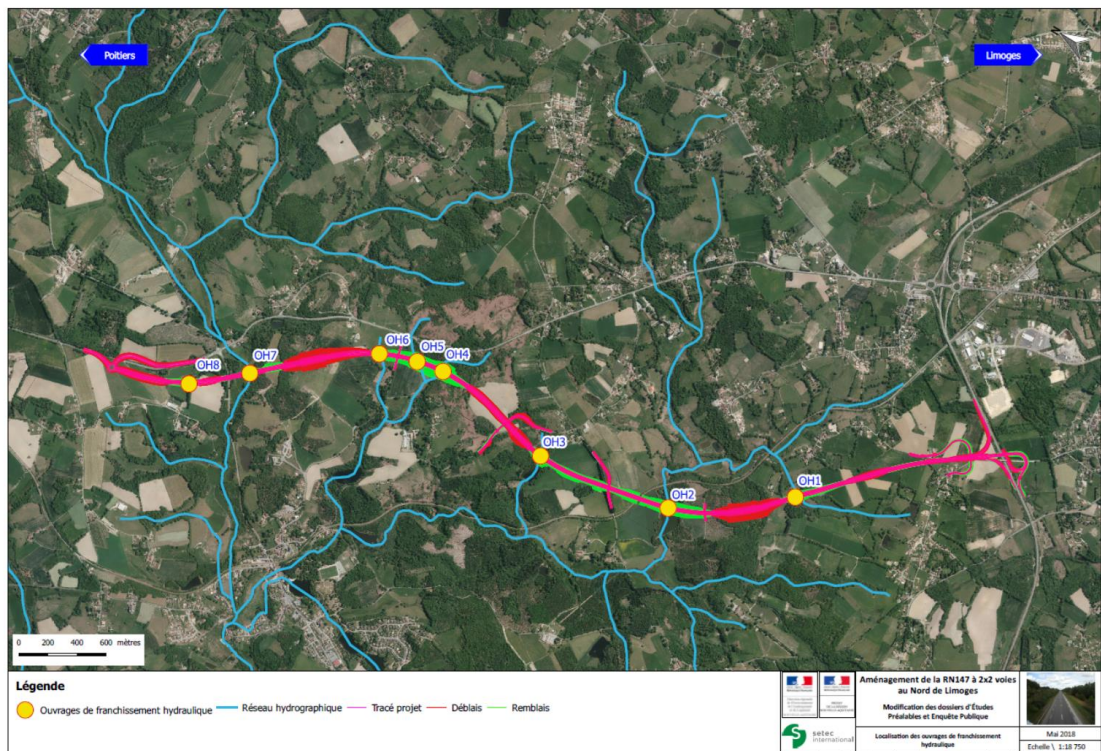 Poitiers
Limoges
OH8
OH7
OH6
OH5
OH4
OH3
OH2
OH1
0 200 400 600 mètres
Légende
Ouvrages de franchissement hydraulique
Réseau hydrographique
Tracé projet
Déblais
Remblais
setec
international
Aménagement de la RN147 à 2x2 voies
au Nord de Limoges
Modification des dossiers d'Études
Préalables et Enquête Publique
Localisation des ouvrages de franchissement
hydraulique
Mai 2018
Echelle \ 1:18 750